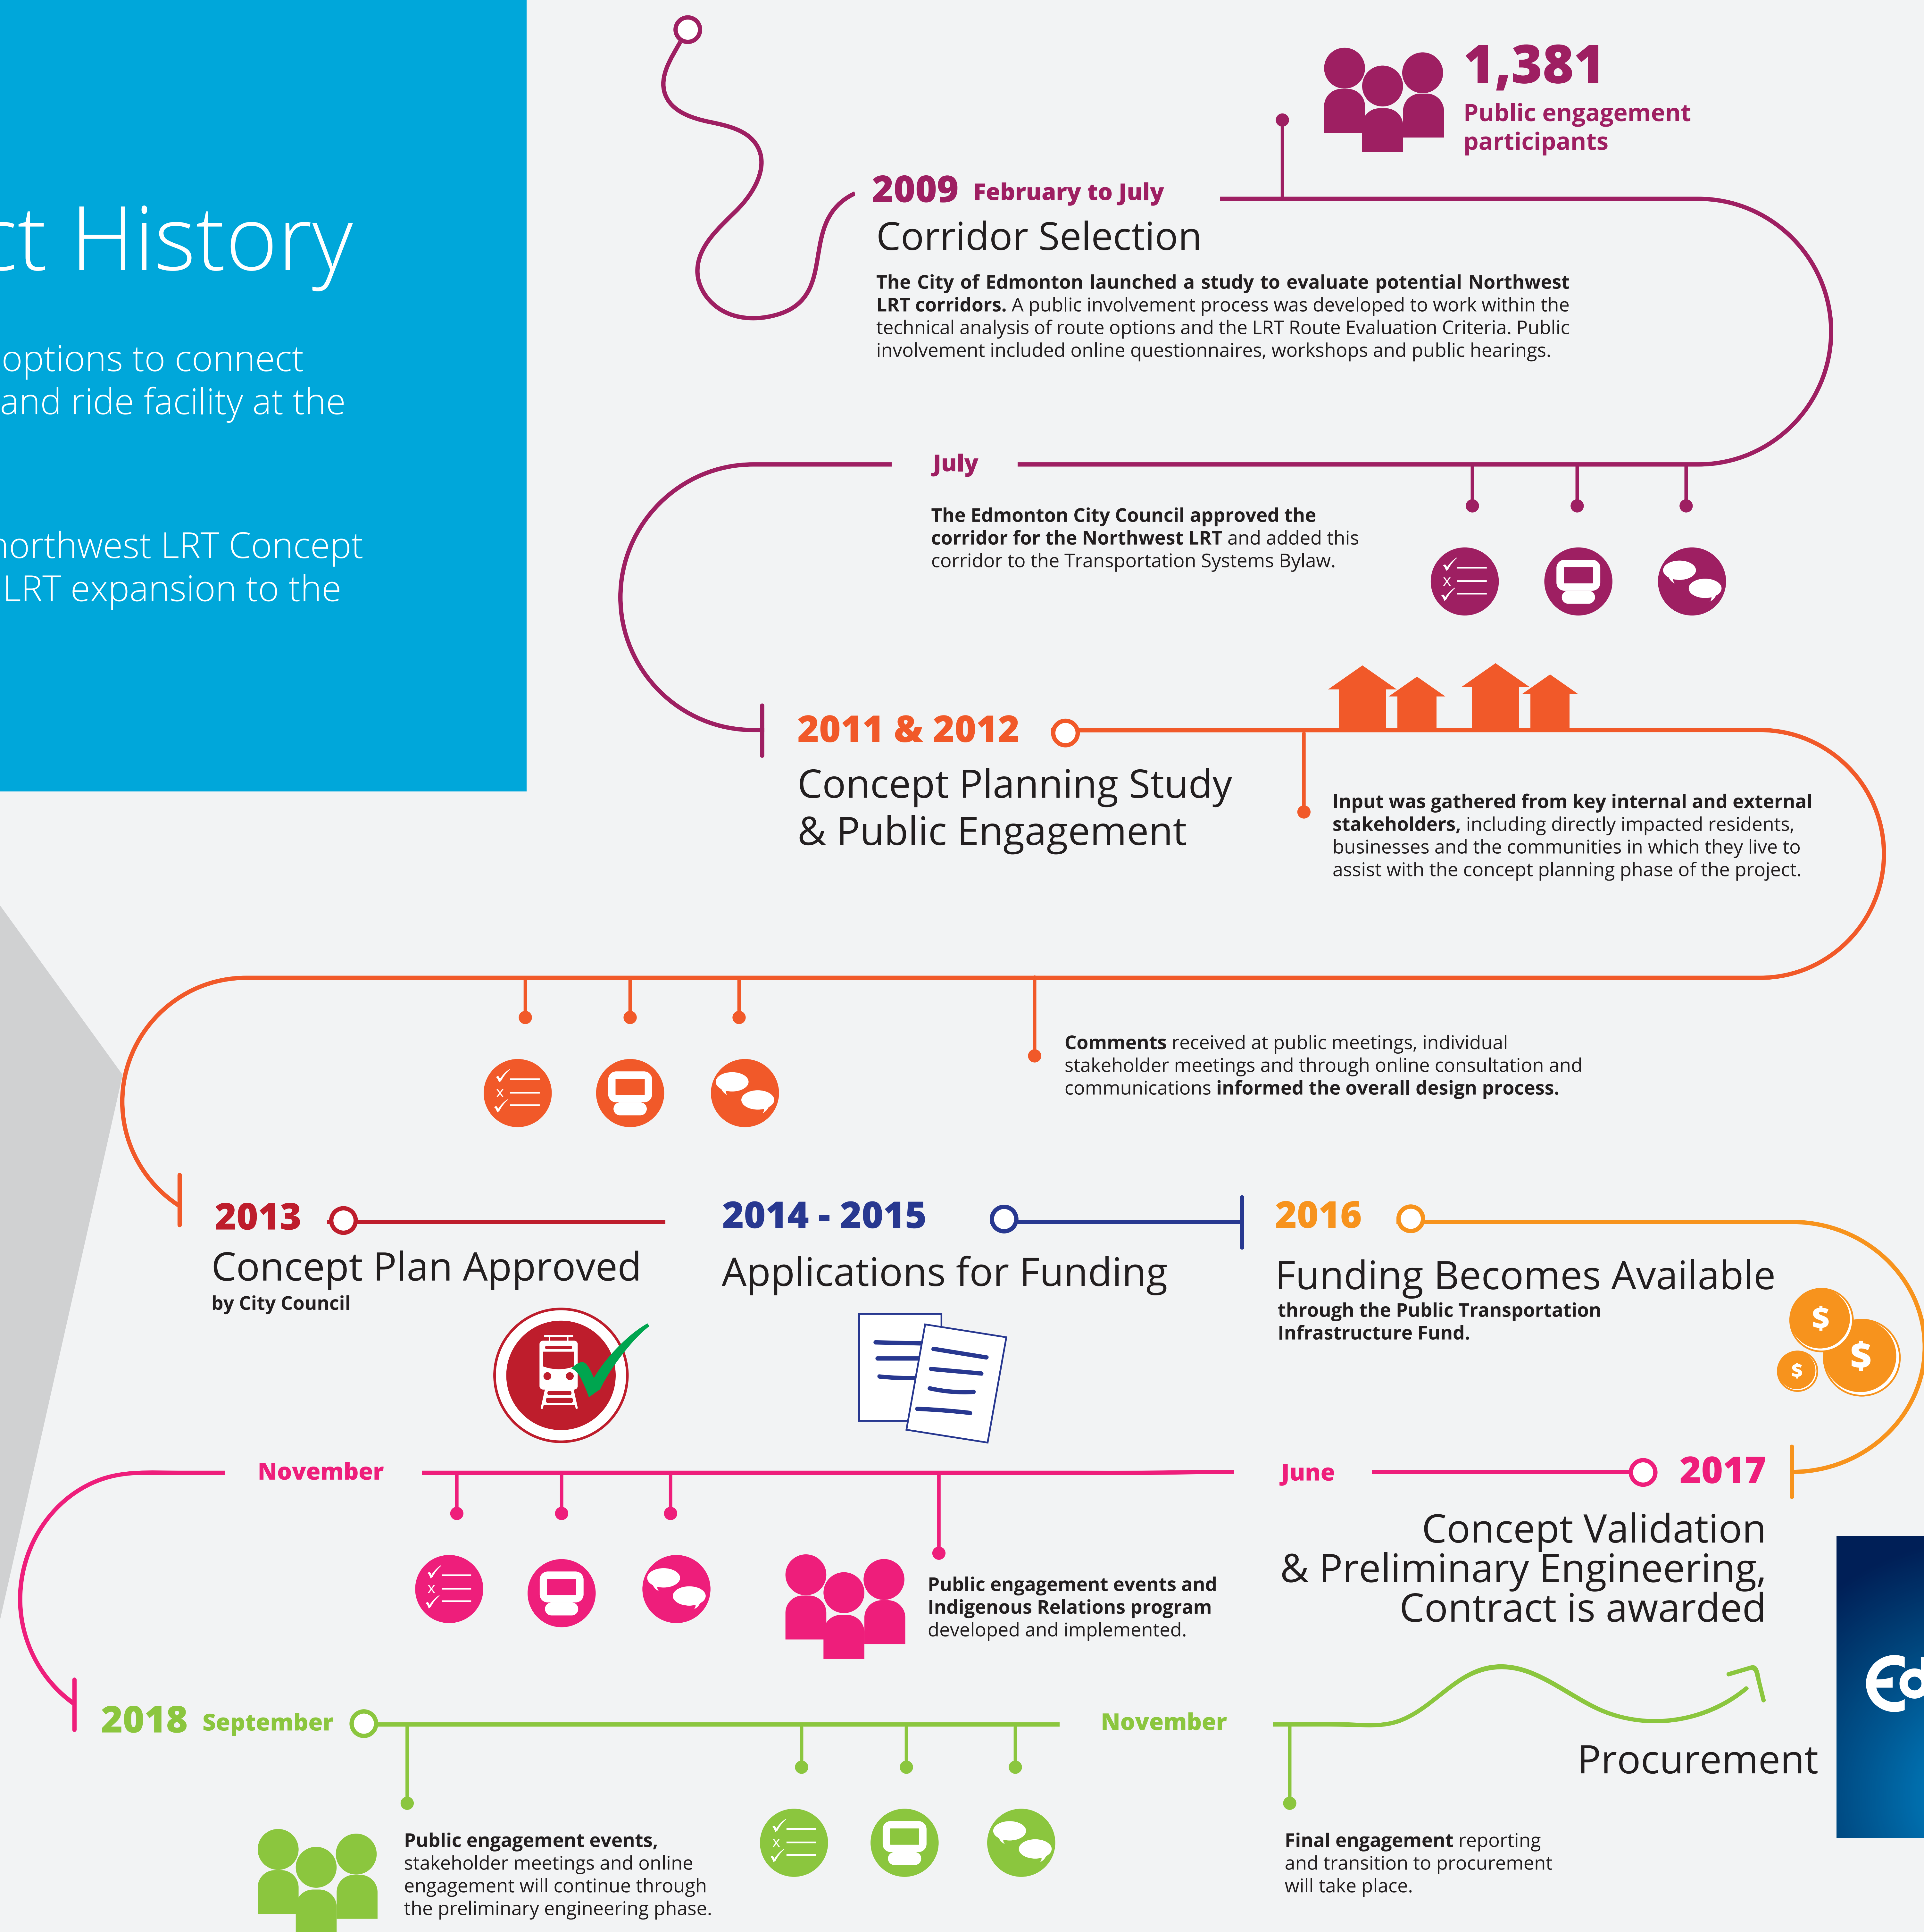 ct History
options to connect
and ride facility at the
northwest LRT Concept
LRT expansion to the
1,381
Public engagement
participants
2009 February to July
Corridor Selection
The City of Edmonton launched a study to evaluate potential Northwest
LRT corridors. A public involvement process was developed to work within the
technical analysis of route options and the LRT Route Evaluation Criteria. Public
involvement included online questionnaires, workshops and public hearings.
July
The Edmonton City Council approved the
corridor for the Northwest LRT and added this
corridor to the Transportation Systems Bylaw.
2011 & 2012
Concept Planning Study
& Public Engagement
Input was gathered from key internal and external
stakeholders, including directly impacted residents,
businesses and the communities in which they live to
assist with the concept planning phase of the project.
Comments received at public meetings, individual
stakeholder meetings and through online consultation and
communications informed the overall design process.
2013
Concept Plan Approved
by City Council
2014 - 2015
Applications for Funding
2016
Funding Becomes Available
through the Public Transportation
Infrastructure Fund.
$
$
$
2017
June
November
Concept Validation
& Preliminary Engineering,
Contract is awarded
Public engagement events and
Indigenous Relations program
developed and implemented.
2018 September
November
Procurement
Ed
Public engagement events,
stakeholder meetings and online
engagement will continue through
the preliminary engineering phase.
Final engagement reporting
and transition to procurement
will take place.